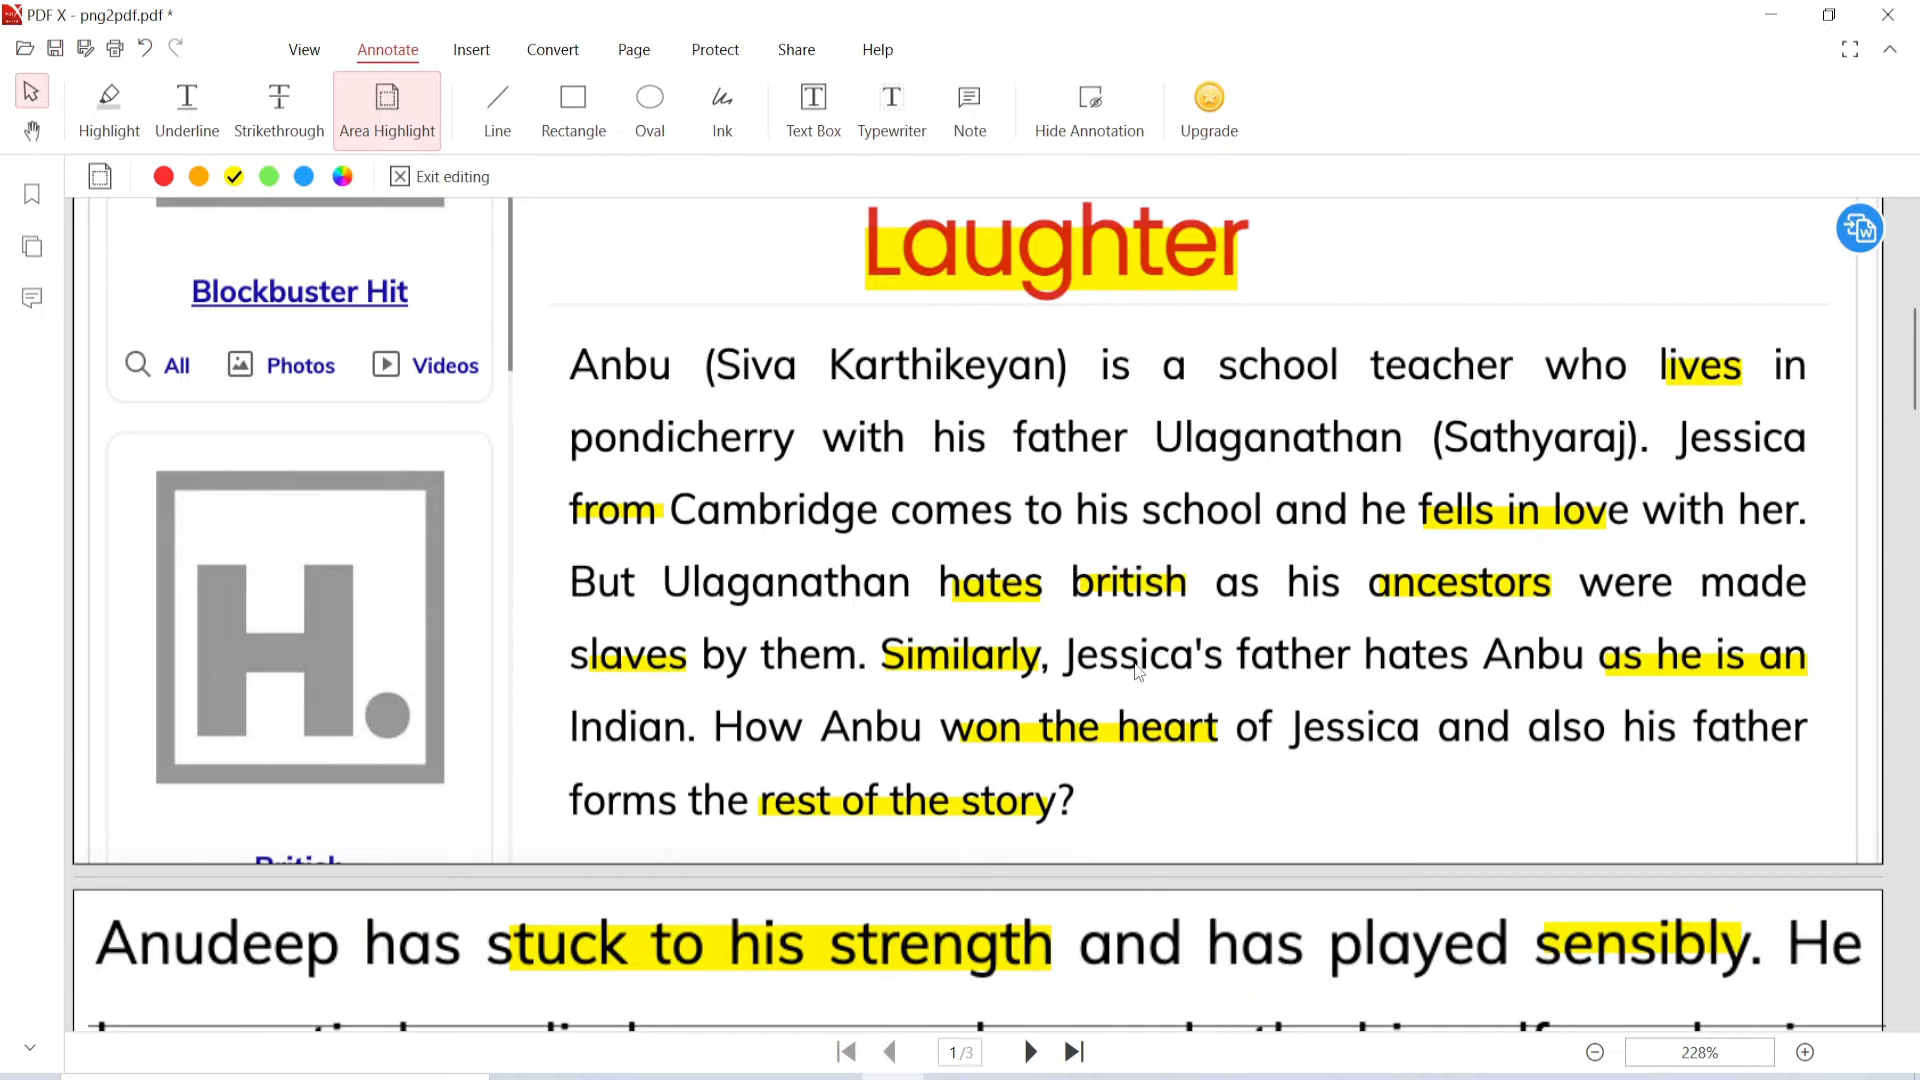 PDF X - png2pdf.pdf *
View Annotate Insert Convert Page Protect Share Help
Highlight Underline Strikethrough Area Highlight Line Rectangle Oval Ink Text Box Typewriter Note Hide Annotation Upgrade
Exit editing
Blockbuster Hit
All Photos Videos
H.
British
Laughter
Anbu (Siva Karthikeyan) is a school teacher who lives in
pondicherry with his father Ulaganathan (Sathyaraj). Jessica
from Cambridge comes to his school and he fells in love with her.
But Ulaganathan hates british as his ancestors were made
slaves by them. Similarly, Jessica's father hates Anbu as he is an
Indian. How Anbu won the heart of Jessica and also his father
forms the rest of the story?
Anudeep has stuck to his strength and has played sensibly. He
1/3
228%